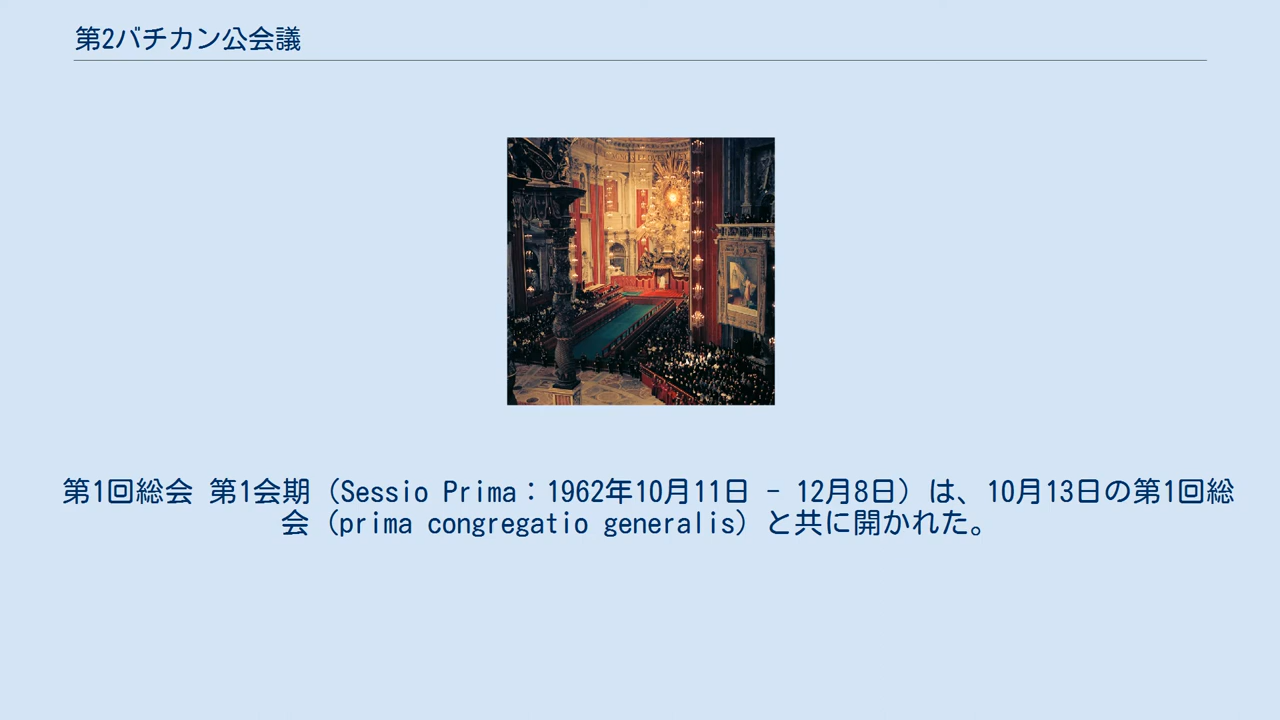 第2バチカン公会議
第1回総会 第1会期（Sessio Prima：1962年10月11日 - 12月8日）は、10月13日の第1回総
会（prima congregatio generalis）と共に開かれた。